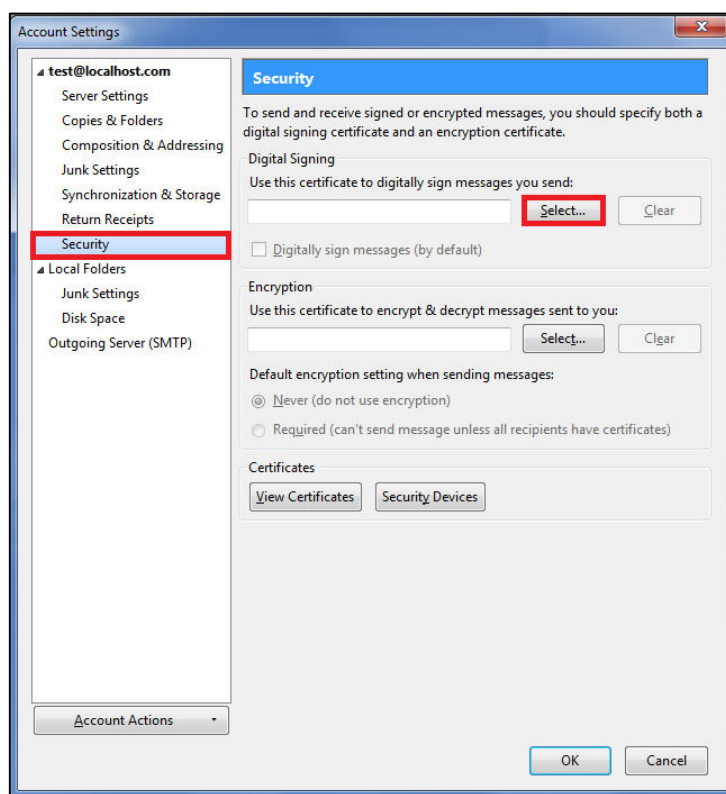 Account Settings
test@localhost.com
Server Settings
Copies & Folders
Composition & Addressing
Junk Settings
Synchronization & Storage
Return Receipts
Security
Local Folders
Junk Settings
Disk Space
Outgoing Server (SMTP)
Account Actions
Security
To send and receive signed or encrypted messages, you should specify both a
digital signing certificate and an encryption certificate.
Digital Signing
Use this certificate to digitally sign messages you send:
Select... Clear
Digitally sign messages (by default)
Encryption
Use this certificate to encrypt & decrypt messages sent to you:
Select... Clear
Default encryption setting when sending messages:
Never (do not use encryption)
Required (can't send message unless all recipients have certificates)
Certificates
View Certificates Security Devices
OK Cancel